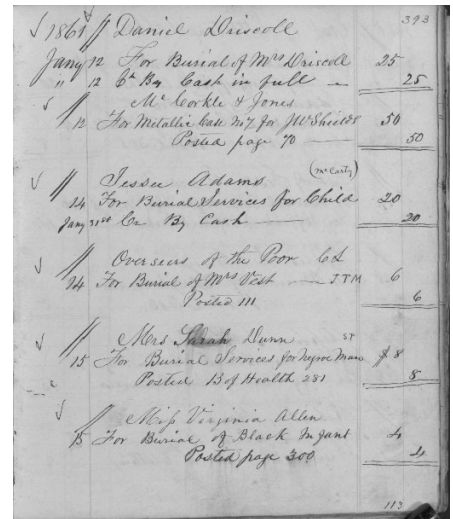 393
1861 // Daniel Driscoll
Jany 12 For Burial of Mrs Driscoll 25
" 12 Cr By Cash in full — 25
// Mc Corkle & Jones
12 For Metallic Case No 7 for J W Shields 50
Posted page 70 — 50
// Jessee Adams (McCarty)
14 For Burial Services for Child 20
Jany 31st Cr By Cash — 20
// Overseers of the Poor
14 For Burial of Mrs Vest — JTM 6
Posted 111 6
// Mrs Sarah Dunn
15 For Burial Services for Negro Man $8
Posted B of Health 281 8
// Miss Virginia Allen
15 For Burial of Black Infant 4
Posted page 300 4
113